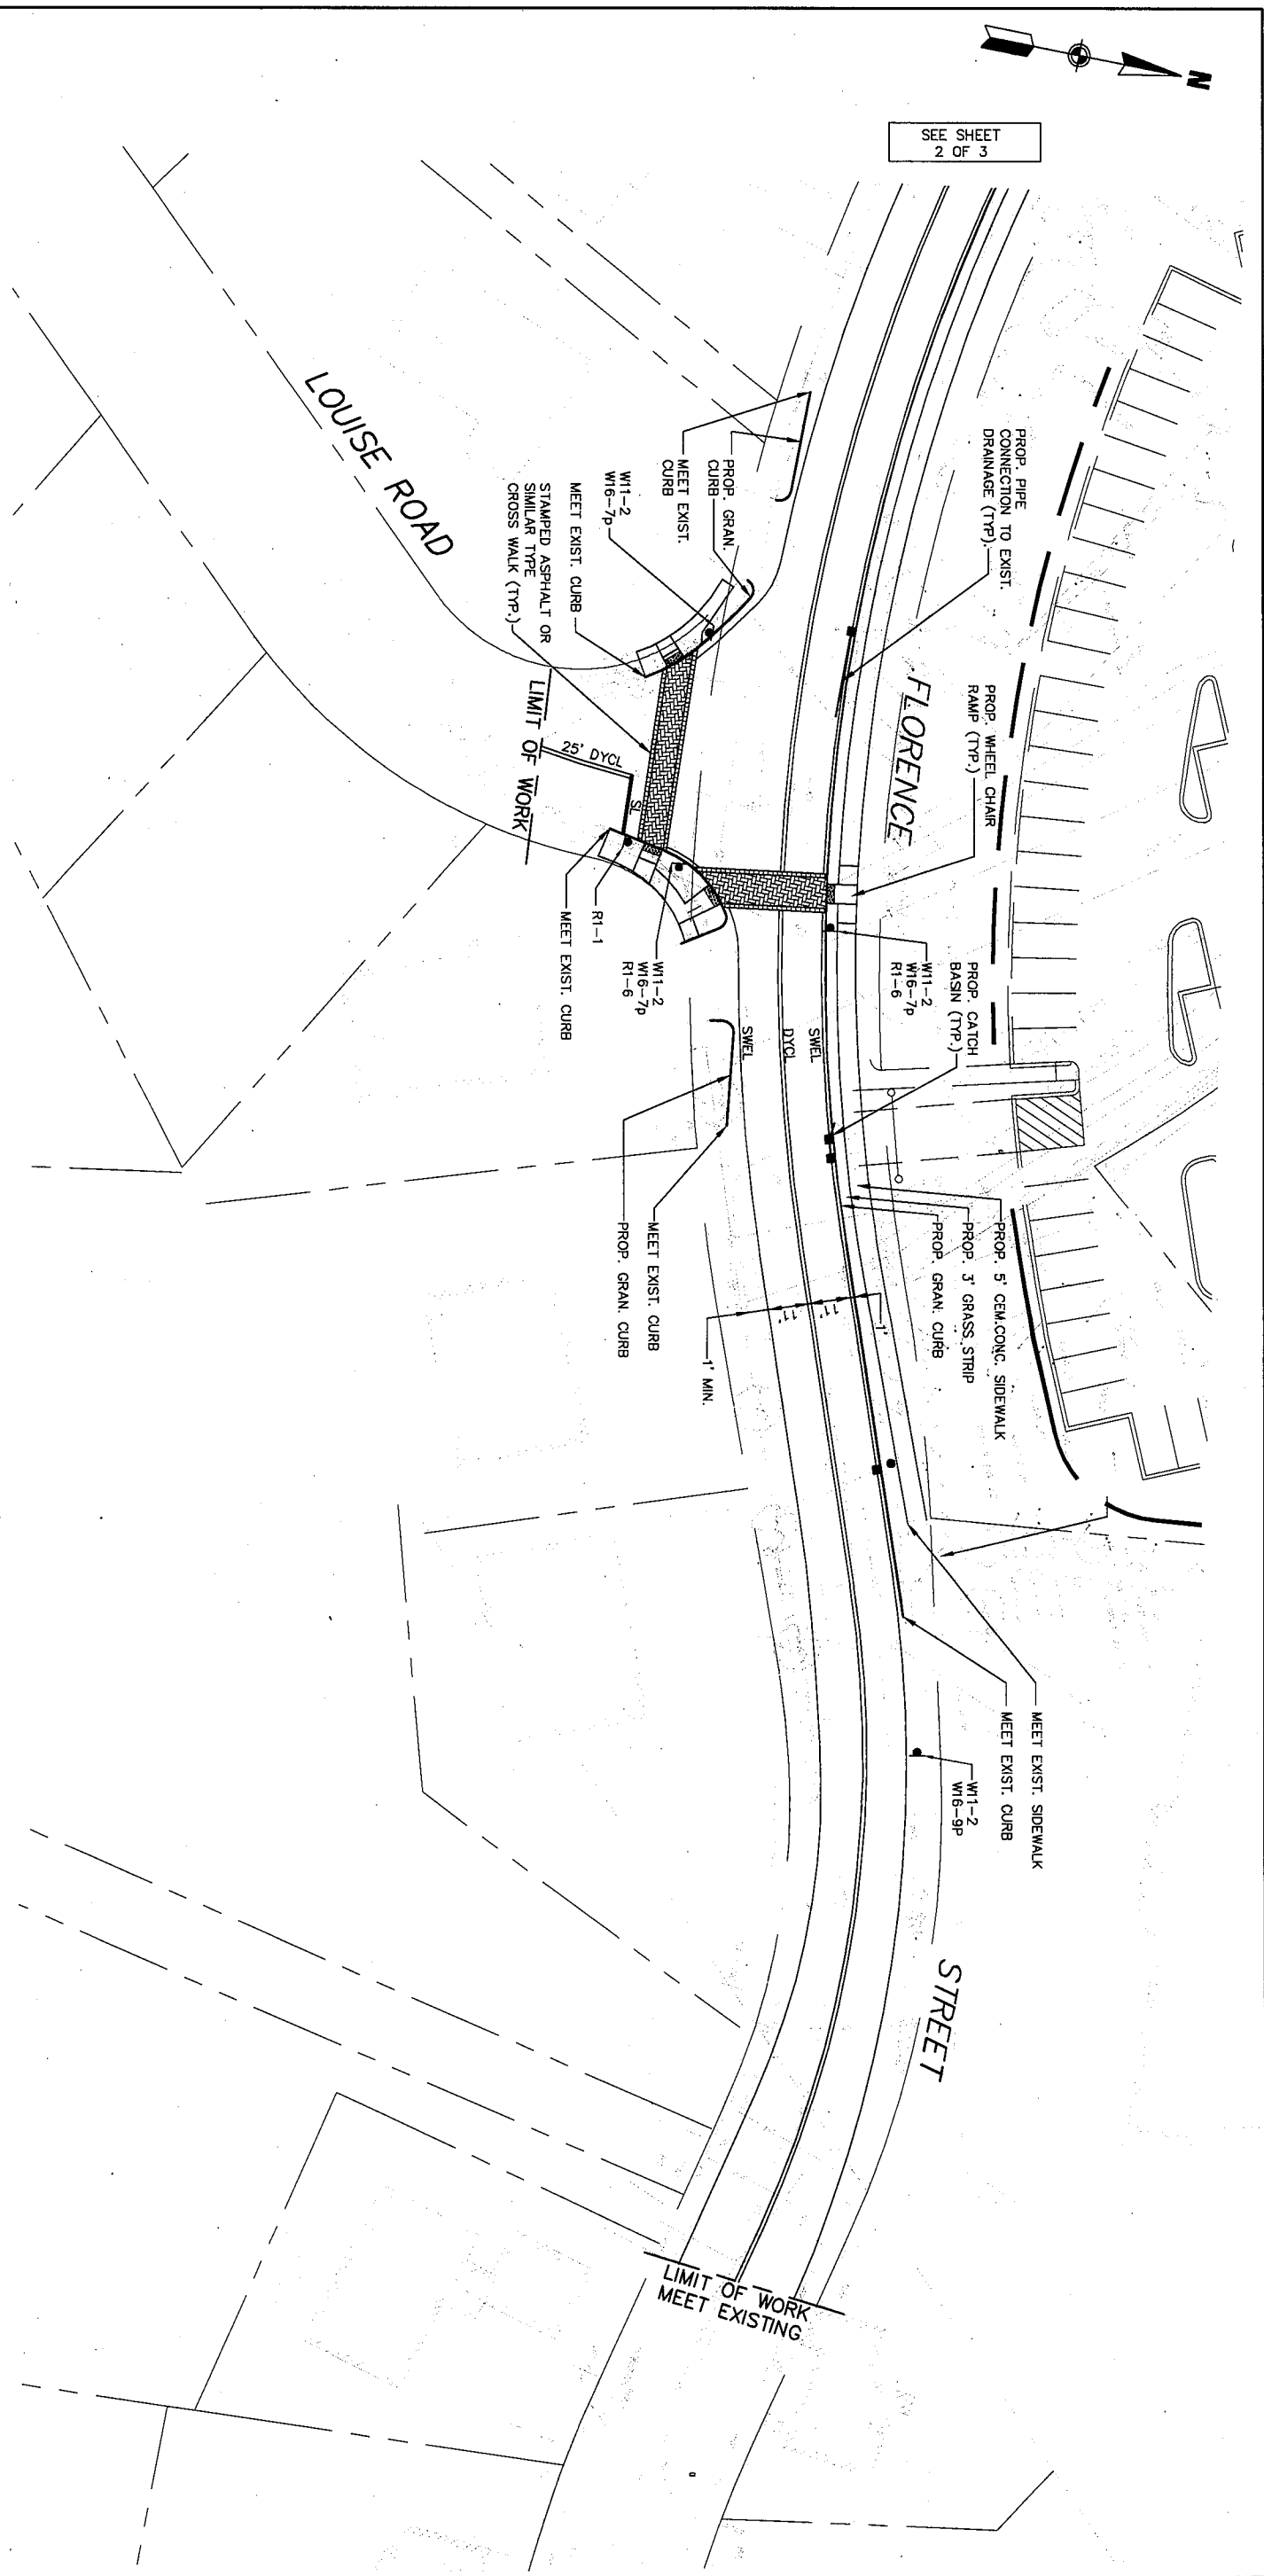 N
SEE SHEET
2 OF 3
PROP. PIPE
CONNECTION TO EXIST.
DRAINAGE (TYP).
FLORENCE
PROP. WHEEL CHAIR
RAMP (TYP.)
W11-2
W16-7p
R1-6
PROP. CATCH
BASIN (TYP.)
PROP. 5' CEM.CONC. SIDEWALK
PROP. 3' GRASS STRIP
PROP. GRAN. CURB
MEET EXIST. SIDEWALK
MEET EXIST. CURB
W11-2
W16-9P
STREET
LIMIT OF WORK
MEET EXISTING
SWEL
DYCL
SWEL
1'
11'
11'
1' MIN.
LOUISE ROAD
PROP. GRAN.
CURB
MEET EXIST.
CURB
W11-2
W16-7p
MEET EXIST. CURB
STAMPED ASPHALT OR
SIMILAR TYPE
CROSS WALK (TYP.)
LIMIT OF WORK
25' DYCL
SL
W11-2
W16-7p
R1-6
R1-1
MEET EXIST. CURB
MEET EXIST. CURB
PROP. GRAN. CURB